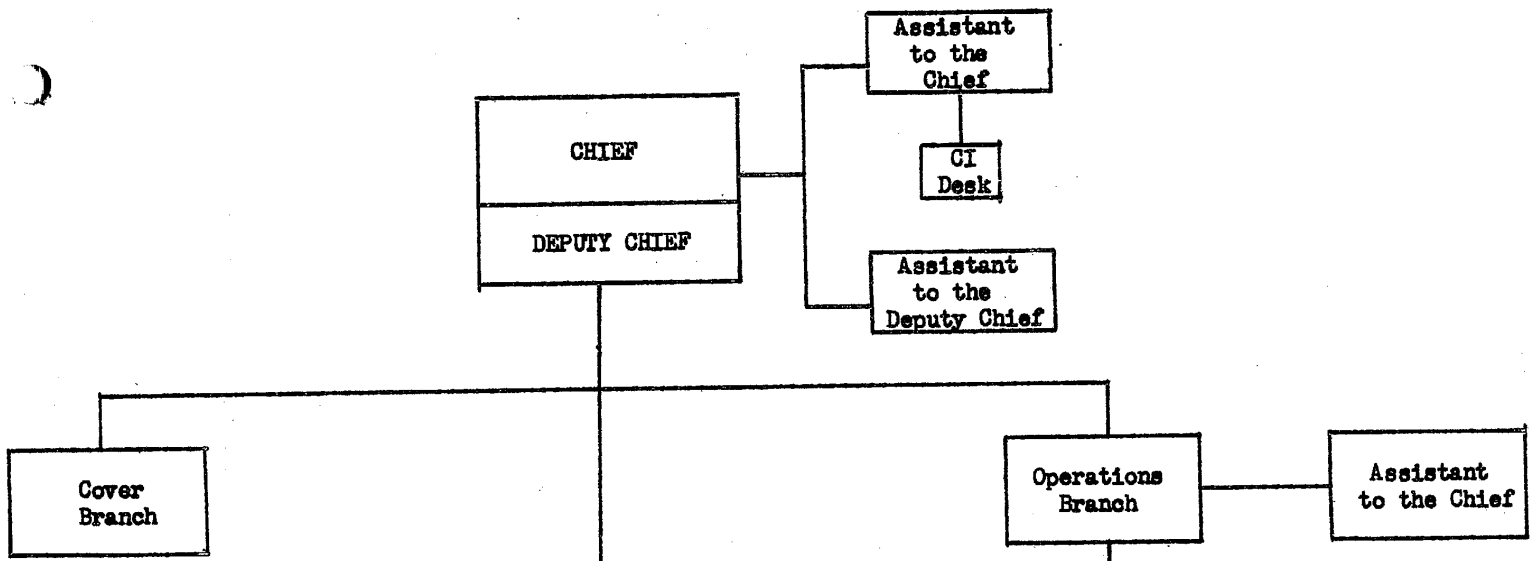 Assistant
to the
Chief
CHIEF
CI
Desk
DEPUTY CHIEF
Assistant
to the
Deputy Chief
Cover
Branch
Operations
Branch
Assistant
to the Chief